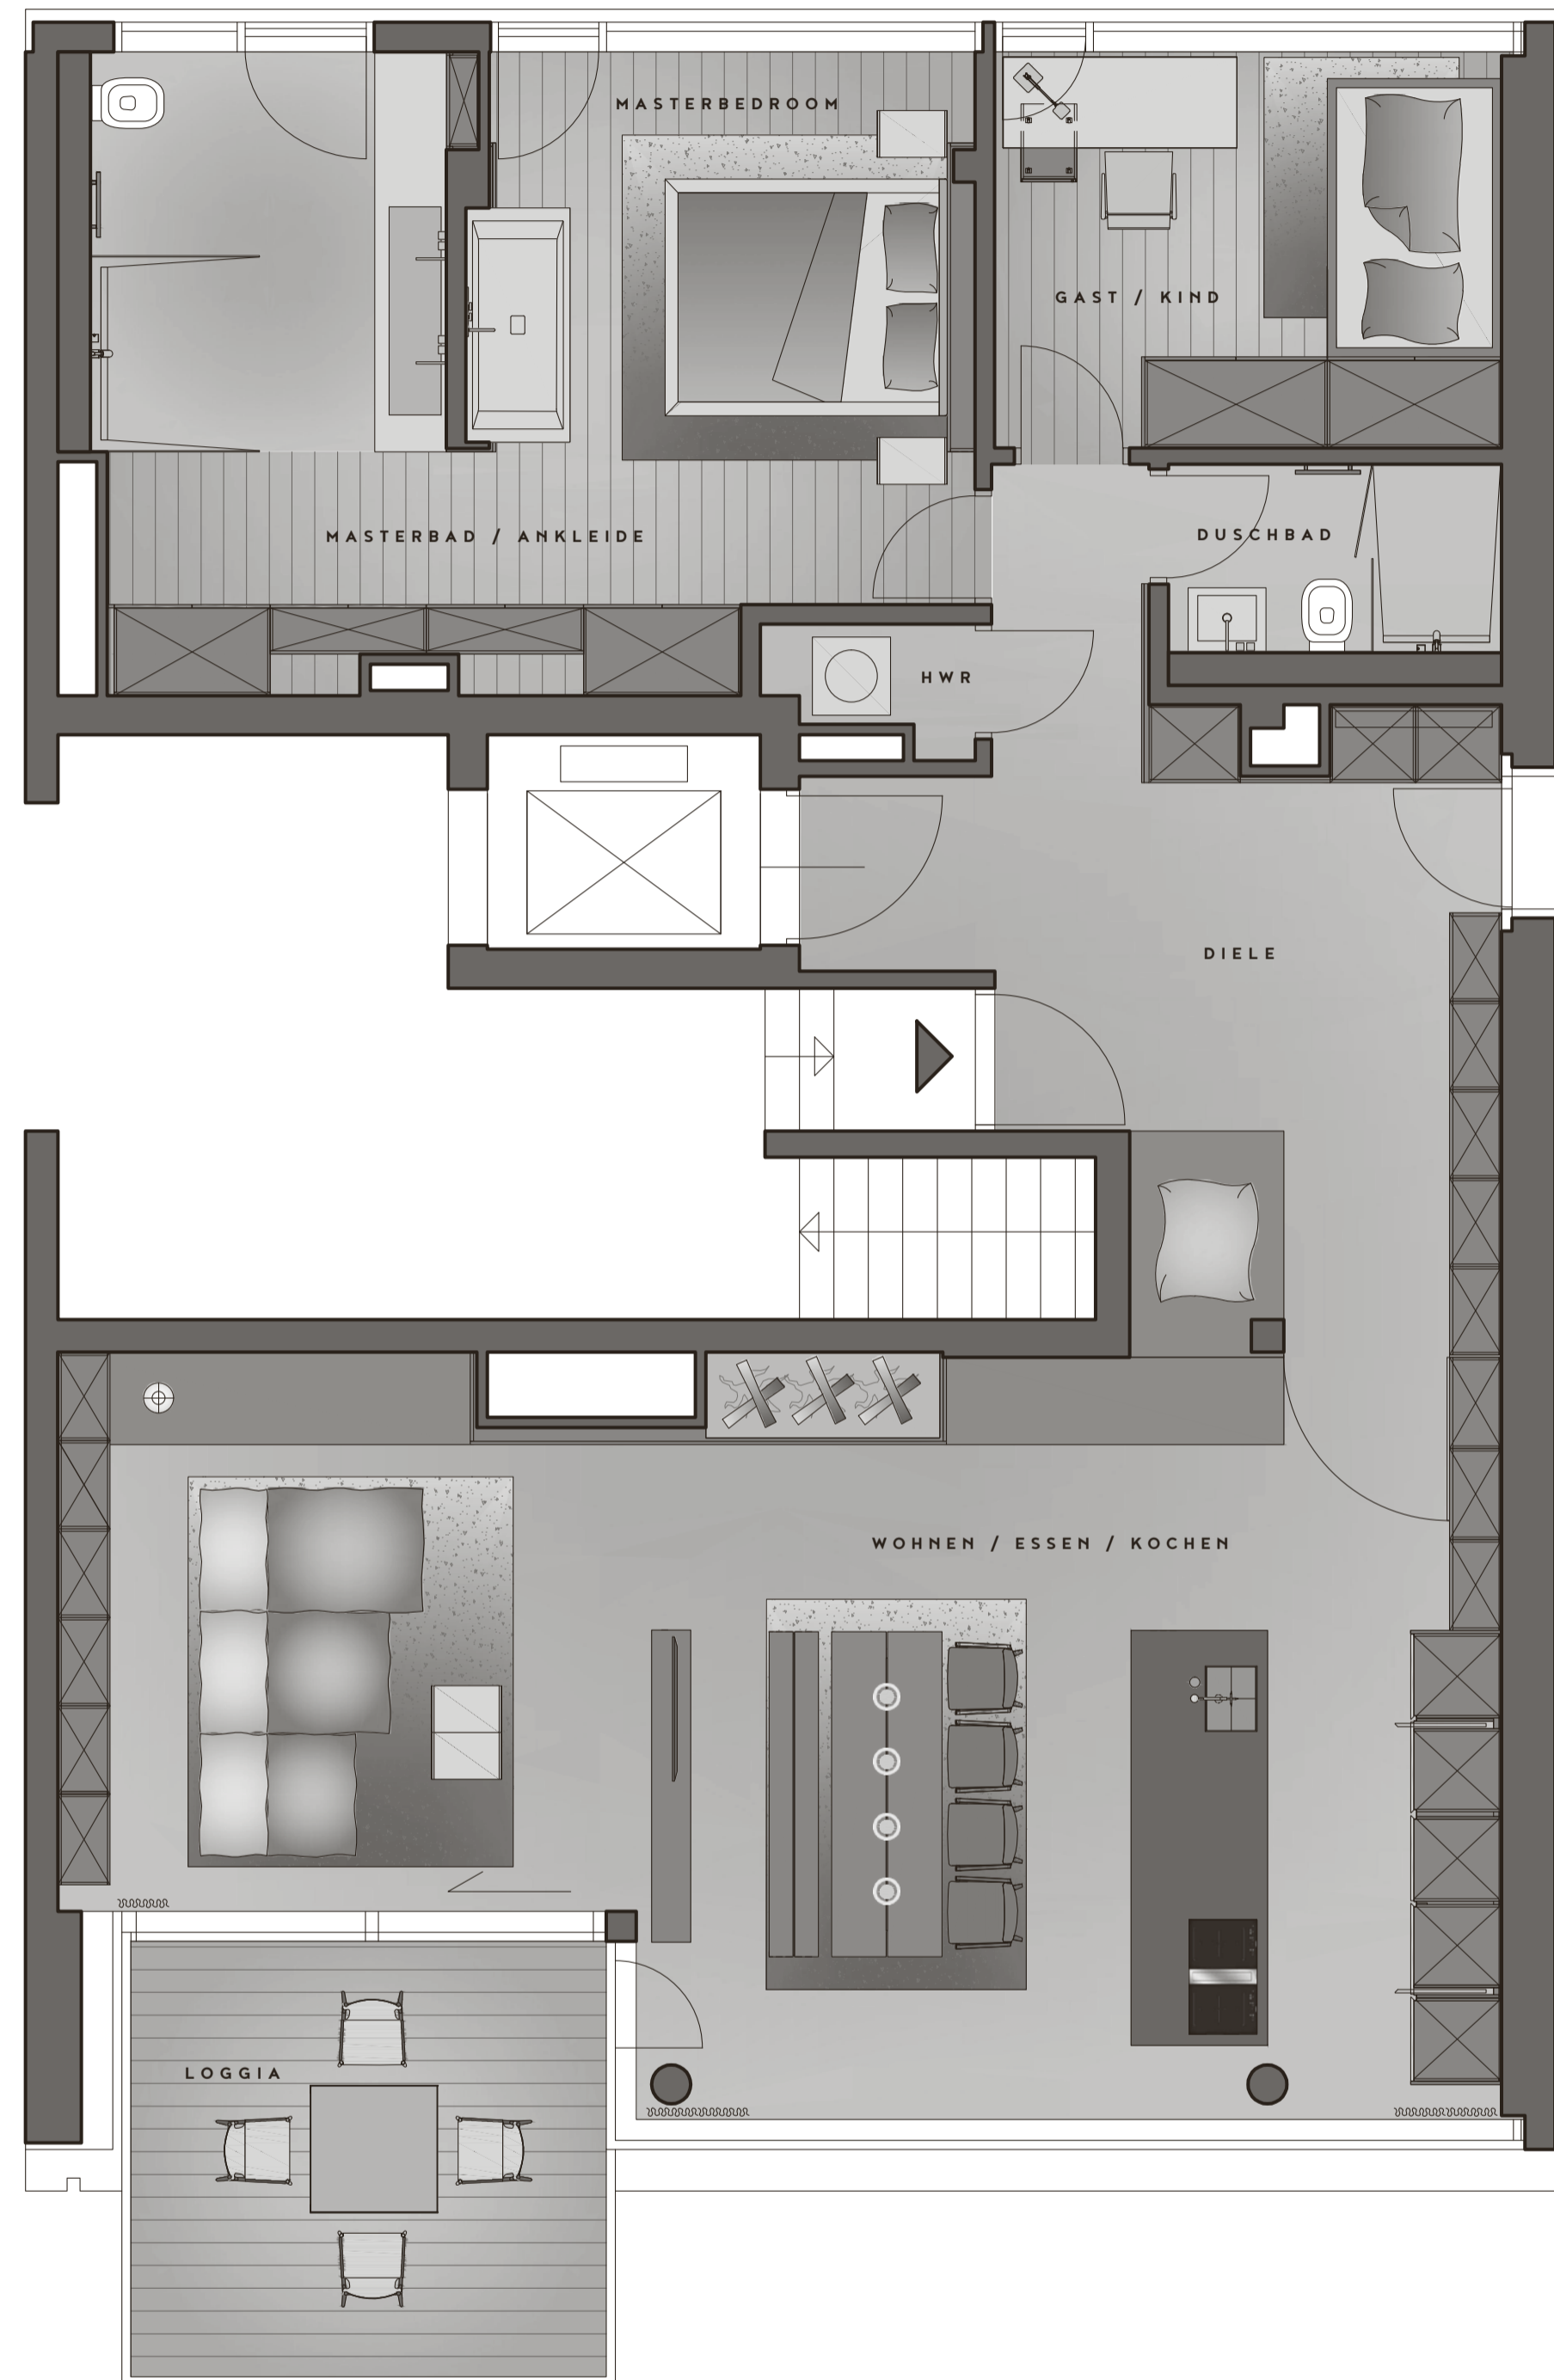 MASTERBEDROOM
GAST / KIND
MASTERBAD / ANKLEIDE
DUSCHBAD
HWR
DIELE
WOHNEN / ESSEN / KOCHEN
LOGGIA